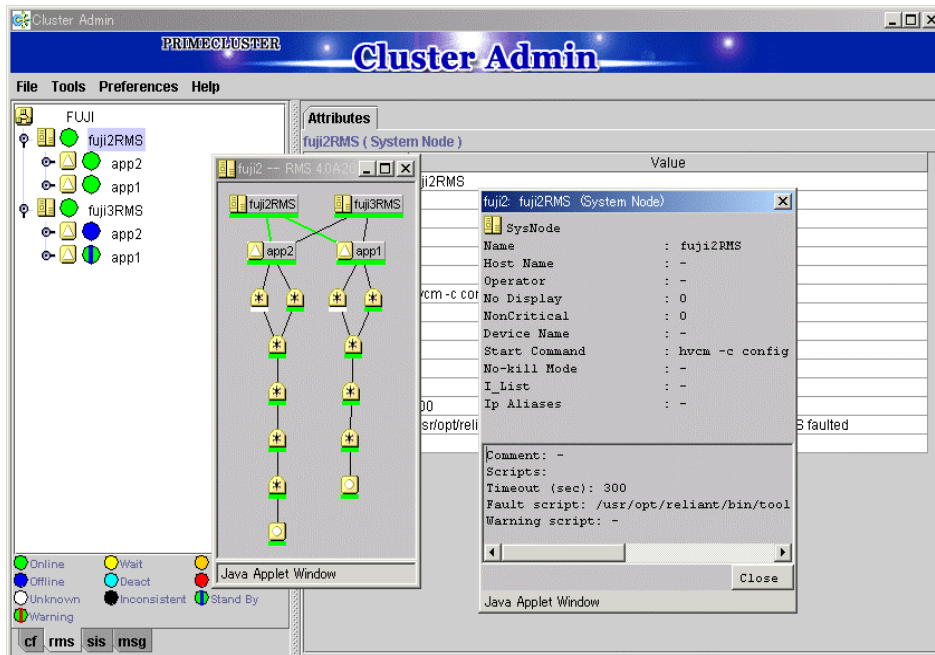 Cluster Admin
PRIMECLUSTER
Cluster Admin
File Tools Preferences Help
FUJI
fuji2RMS
app2
app1
fuji3RMS
app2
app1
Online Wait
Offline Deact
Unknown Inconsistent Stand By
Warning
cf rms sis msg
Attributes
fuji2RMS ( System Node )
Value
ji2RMS
vcm -c con
00
sr/opt/reli
S faulted
fuji2 -- RMS 4.0A20
fuji2RMS fuji3RMS
app2 app1
Java Applet Window
fuji2: fuji2RMS (System Node)
SysNode
Name : fuji2RMS
Host Name : -
Operator : -
No Display : 0
NonCritical : 0
Device Name : -
Start Command : hvcm -c config
No-kill Mode : -
I_List : -
Ip Aliases : -
Comment: -
Scripts:
Timeout (sec): 300
Fault script: /usr/opt/reliant/bin/tool
Warning script: -
Close
Java Applet Window